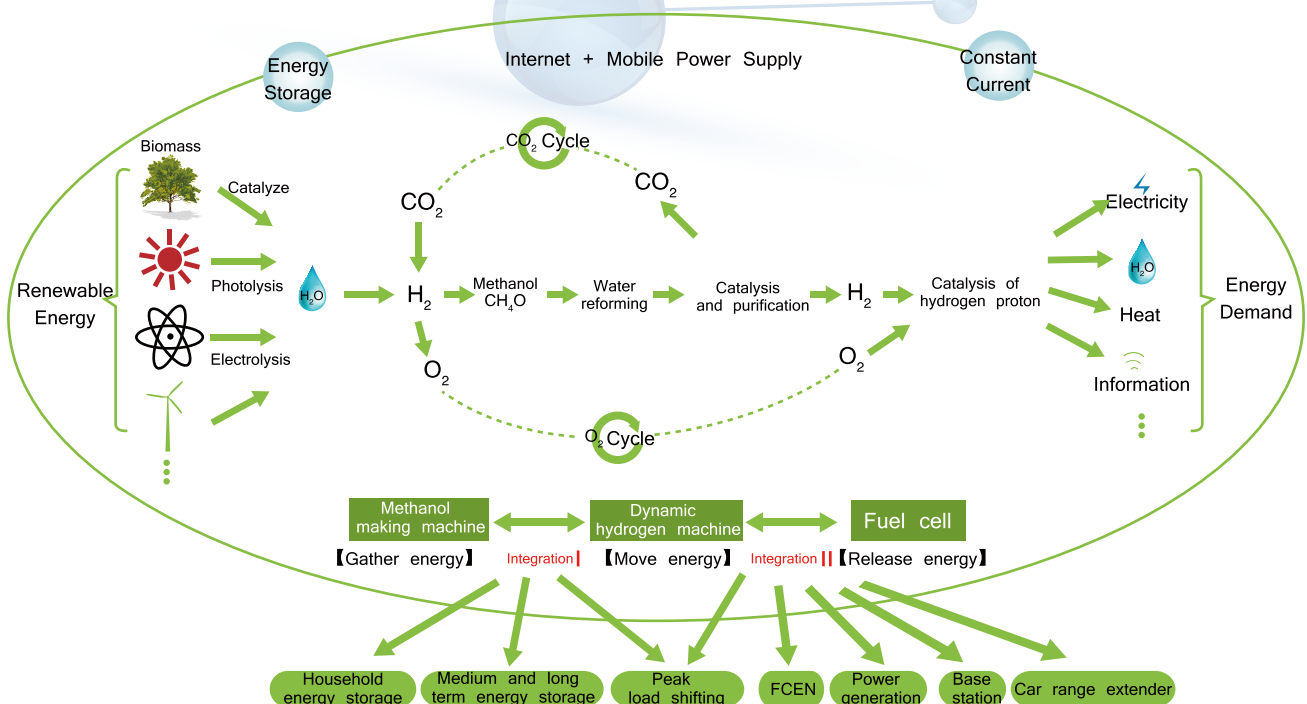 Internet + Mobile Power Supply
Energy
Storage
Constant
Current
Biomass
Catalyze
Photolysis
Electrolysis
Renewable
Energy
H₂O
CO₂ Cycle
CO₂
CO₂
H₂
Methanol
CH₄O
Water
reforming
Catalysis
and purification
H₂
Catalysis of
hydrogen proton
O₂
O₂
O₂ Cycle
Electricity
H₂O
Heat
Information
Energy
Demand
Methanol
making machine
Dynamic
hydrogen machine
Fuel cell
【Gather energy】
Integration I
【Move energy】
Integration II
【Release energy】
Household
energy storage
Medium and long
term energy storage
Peak
load shifting
FCEN
Power
generation
Base
station
Car range extender